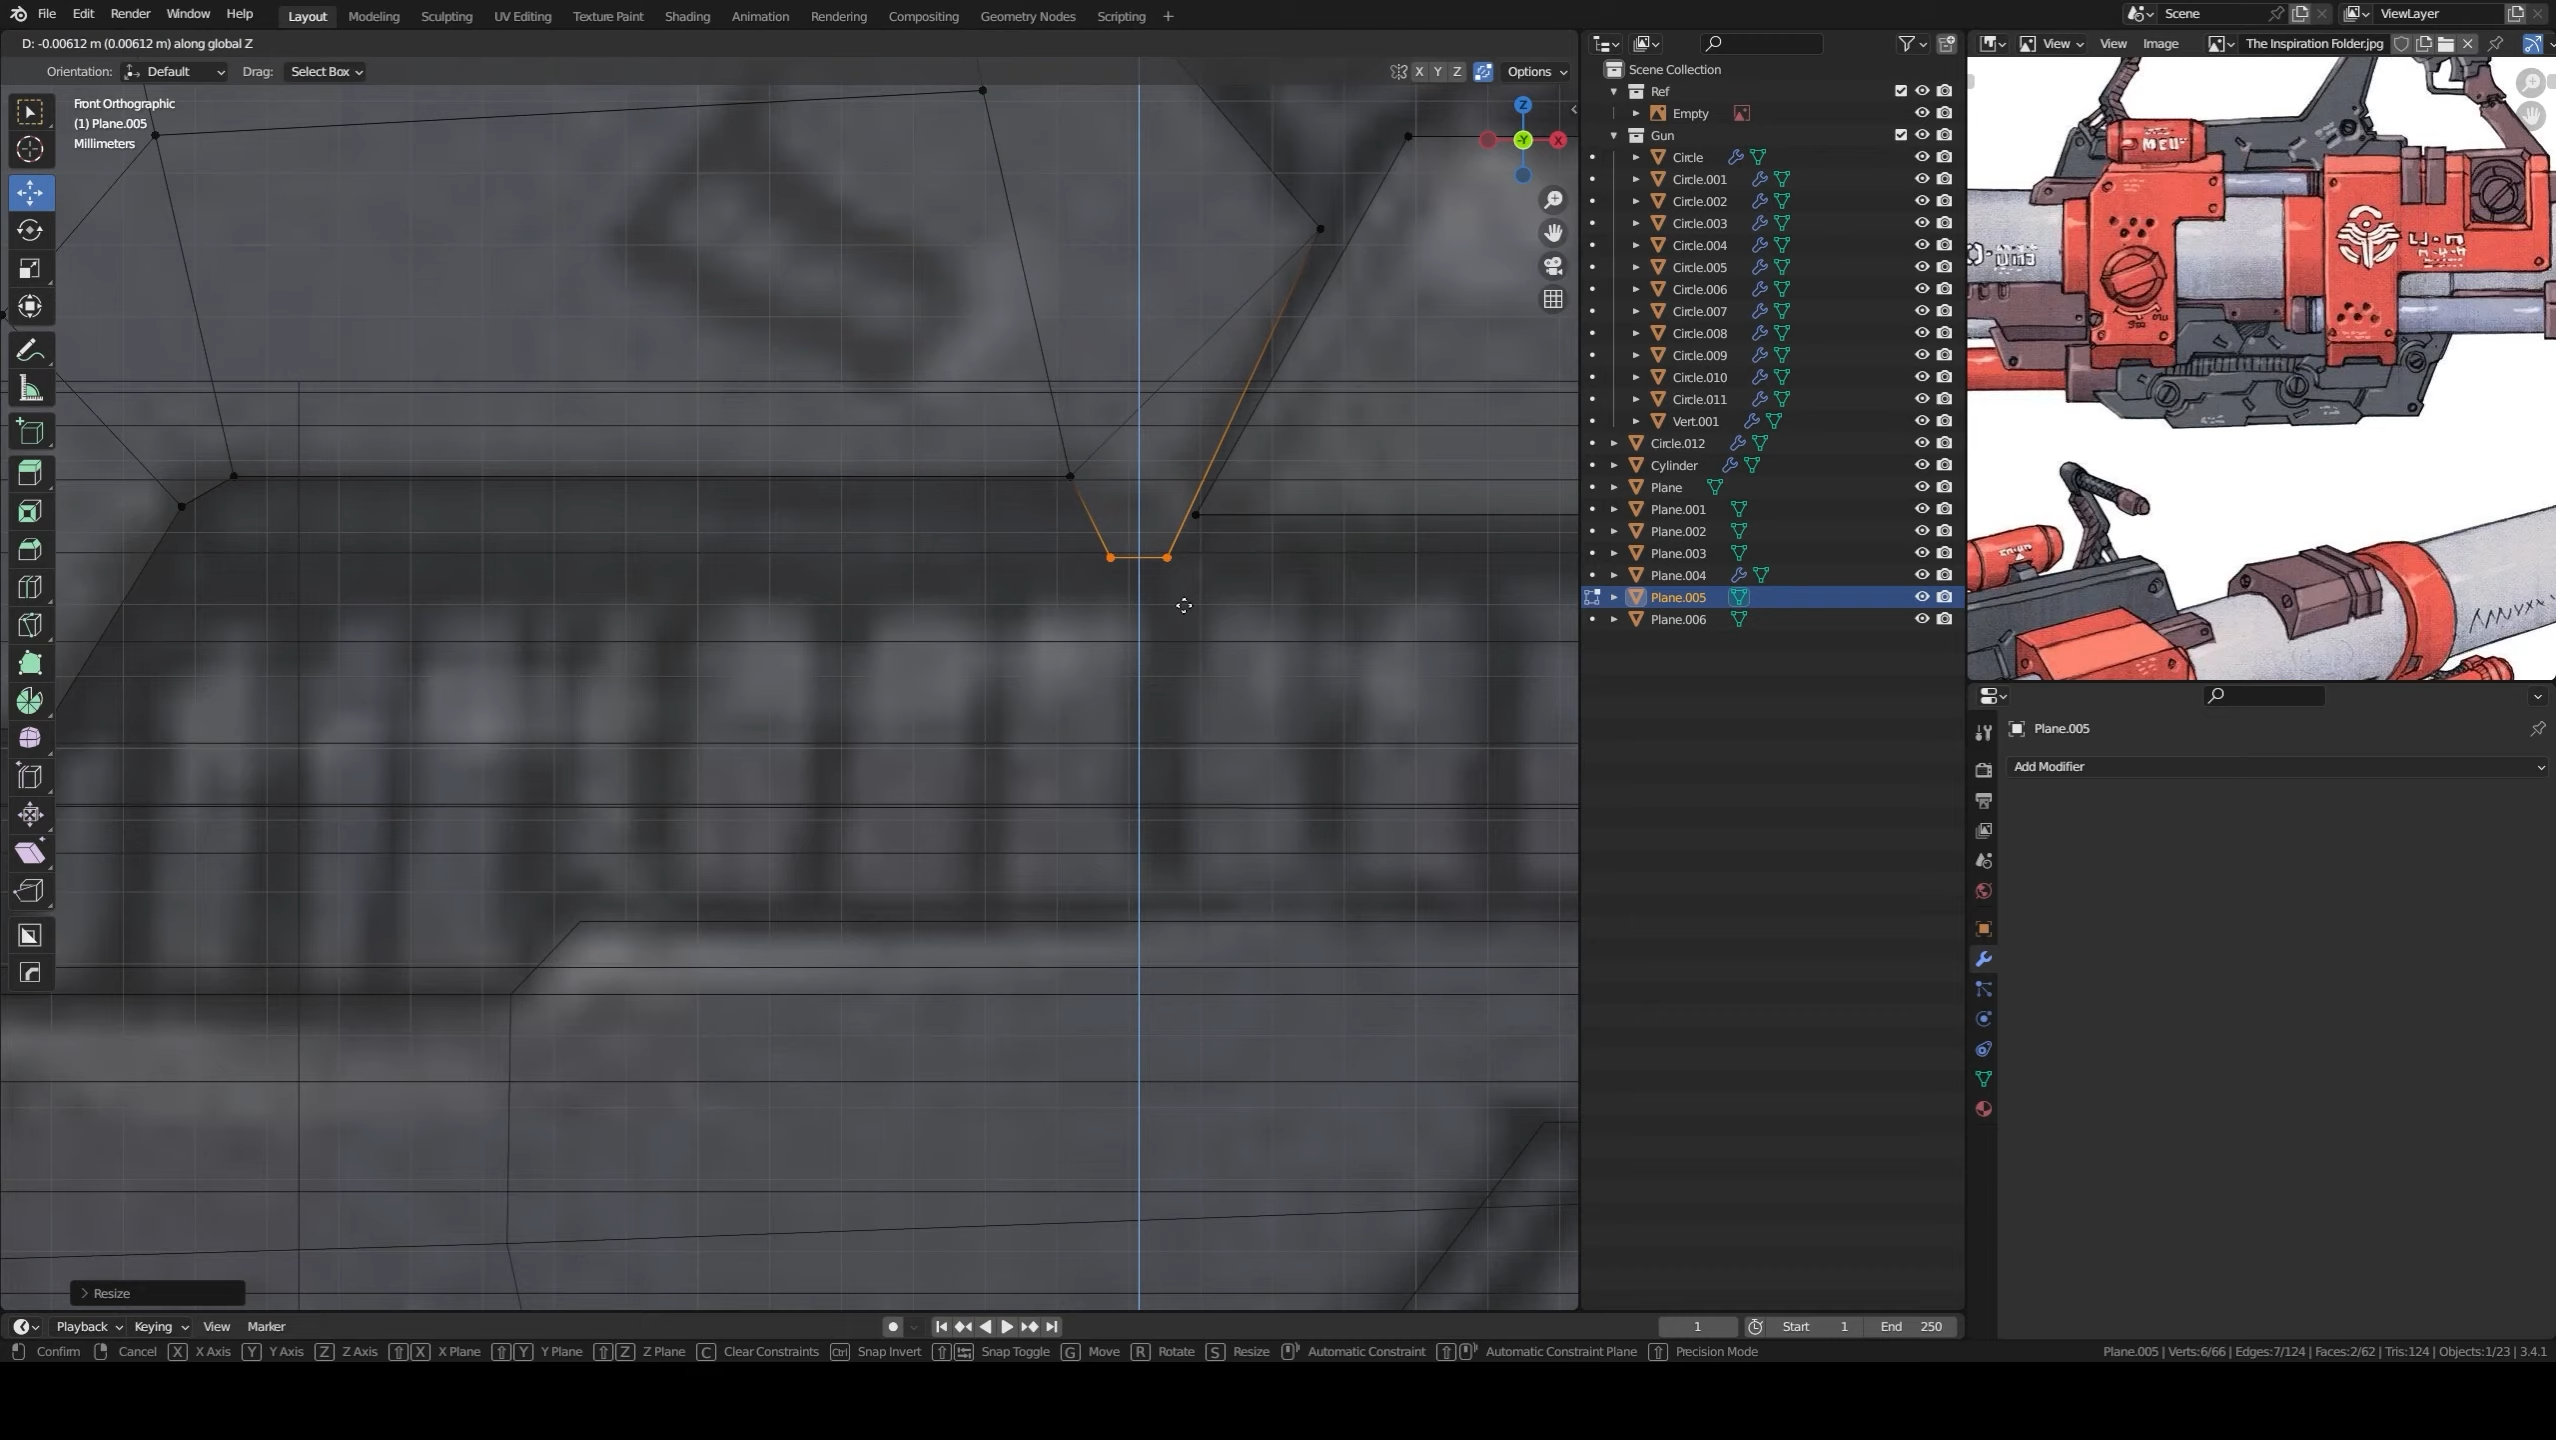 File Edit Render Window Help Layout Modeling Sculpting UV Editing Texture Paint Shading Animation Rendering Compositing Geometry Nodes Scripting + Scene ViewLayer
D: -0.00612 m (0.00612 m) along global Z
View View Image The Inspiration Folder.jpg
Orientation: Default Drag: Select Box X Y Z Options
Front Orthographic
(1) Plane.005
Millimeters
Z
Y
X
Scene Collection
Ref
Empty
Gun
Circle
Circle.001
Circle.002
Circle.003
Circle.004
Circle.005
Circle.006
Circle.007
Circle.008
Circle.009
Circle.010
Circle.011
Vert.001
Circle.012
Cylinder
Plane
Plane.001
Plane.002
Plane.003
Plane.004
Plane.005
Plane.006
Plane.005
Add Modifier
Resize
Playback Keying View Marker 1 Start 1 End 250
Confirm Cancel X X Axis Y Y Axis Z Z Axis X X Plane Y Y Plane Z Z Plane C Clear Constraints Ctrl Snap Invert Snap Toggle G Move R Rotate S Resize Automatic Constraint Automatic Constraint Plane Precision Mode Plane.005 | Verts:6/66 | Edges:7/124 | Faces:2/62 | Tris:124 | Objects:1/23 | 3.4.1